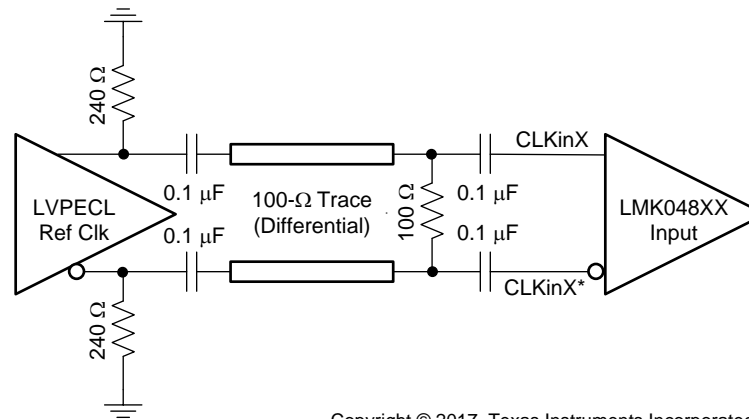 240 Ω
CLKinX
LVPECL
Ref Clk
0.1 μF
0.1 μF
100-Ω Trace
(Differential)
100 Ω
0.1 μF
0.1 μF
LMK048XX
Input
CLKinX*
240 Ω
Copyright © 2017, Texas Instruments Incorporated